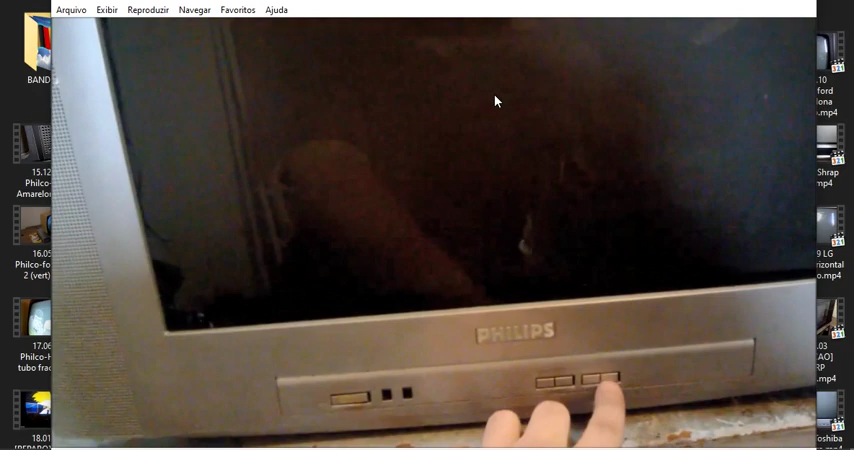 Arquivo Exibir Reproduzir Navegar Favoritos Ajuda
BAND
15.12
Philco-
Amarelo
16.05
Philco-fo
2 (vert)
17.06
Philco-H
tubo fra
18.01
.10
ford
lona
.mp4
Shrap
mp4
9 LG
rizontal
o.mp4
.03
AO]
RP
.mp4
oshiba
PHILIPS